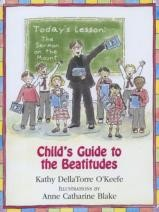 Today's Lesson:
The
Sermon
on the
Mount
Child's Guide to
the Beatitudes
Kathy DellaTorre O'Keefe
ILLUSTRATIONS BY
Anne Catharine Blake